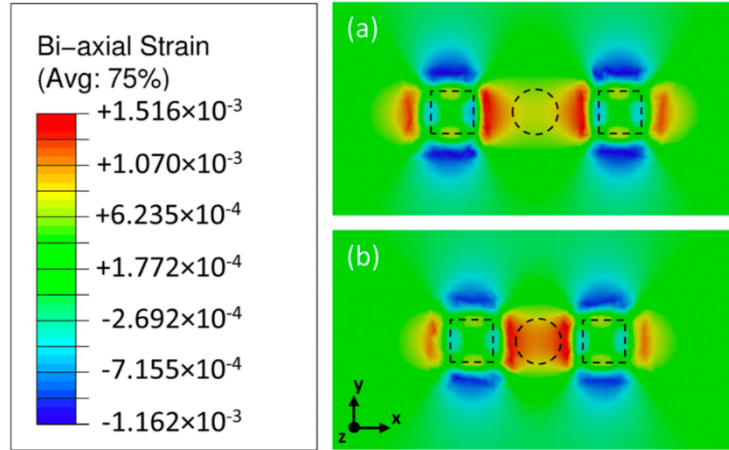 Bi-axial Strain
(Avg: 75%)
+1.516×10⁻³
+1.070×10⁻³
+6.235×10⁻⁴
+1.772×10⁻⁴
-2.692×10⁻⁴
-7.155×10⁻⁴
-1.162×10⁻³
(a)
(b)
y
z
x